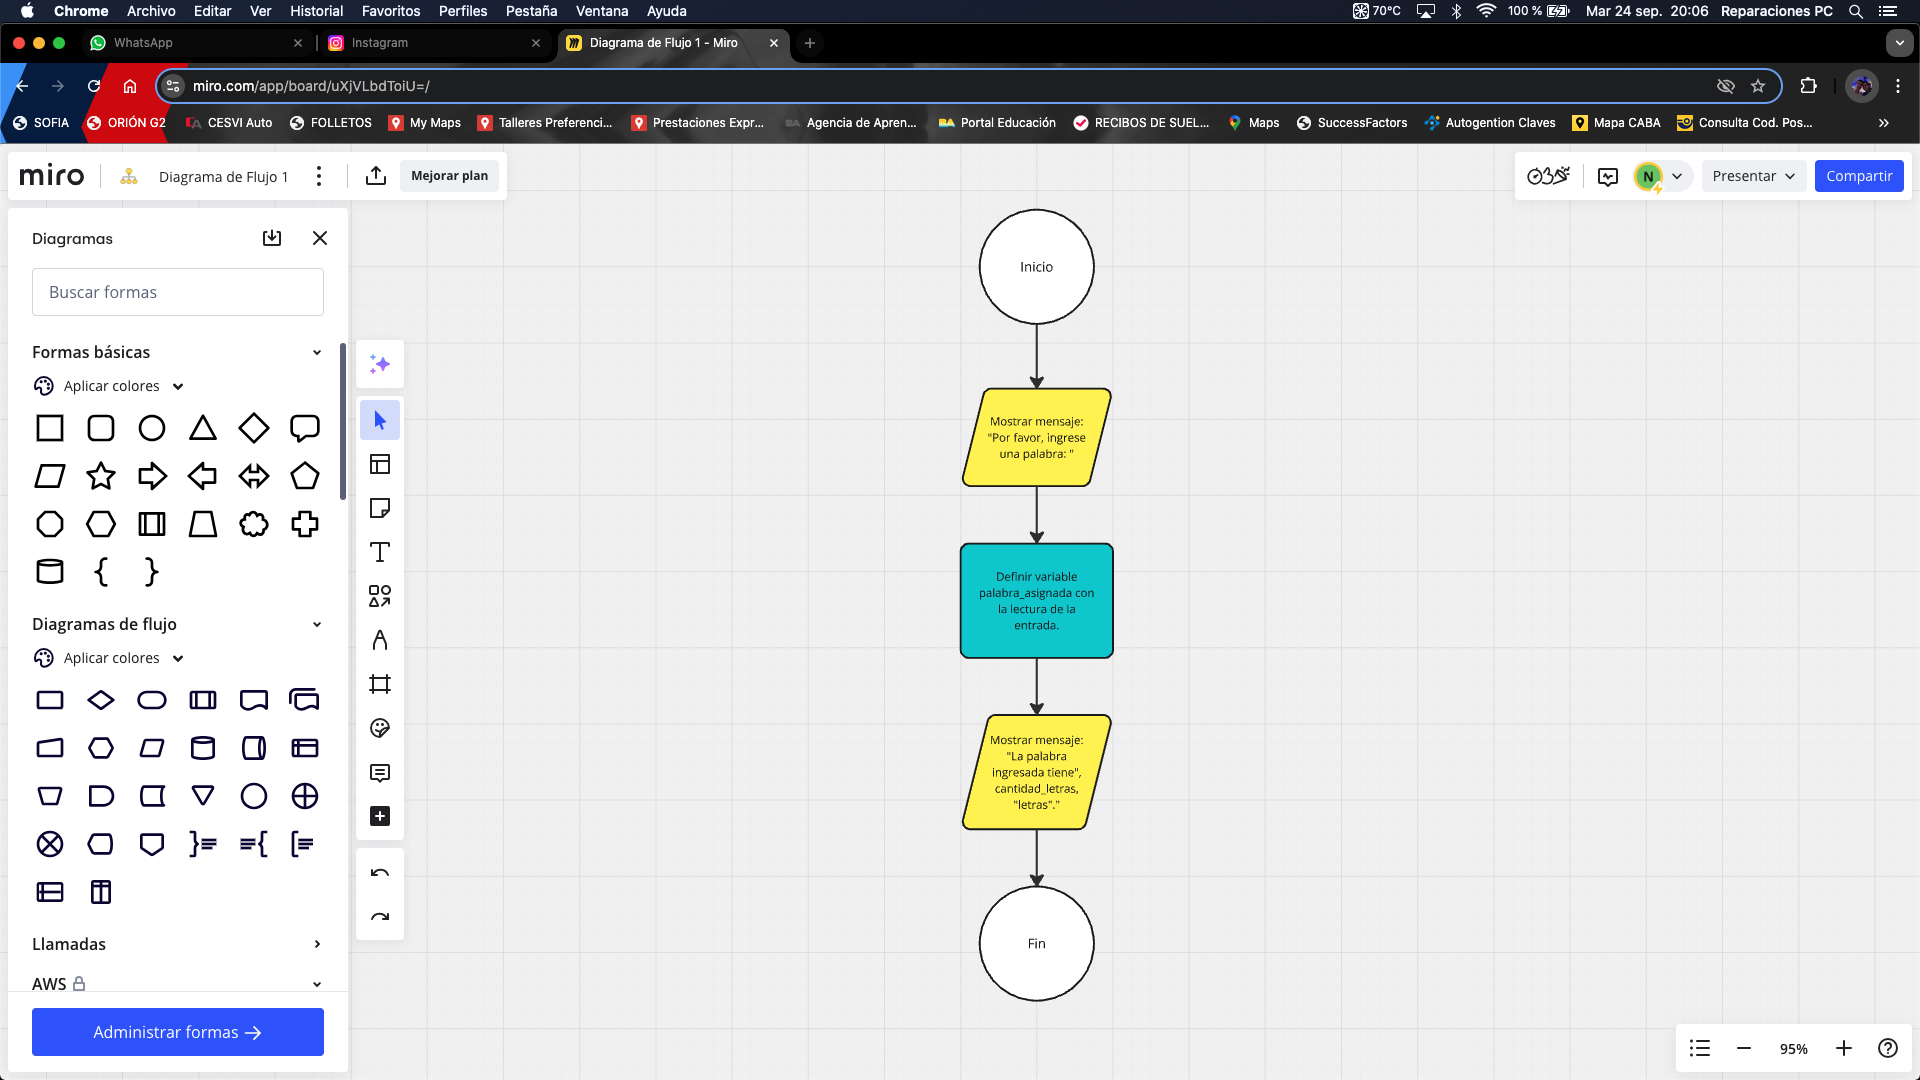 Chrome Archivo Editar Ver Historial Favoritos Perfiles Pestaña Ventana Ayuda 70°C 100 % Mar 24 sep. 20:06 Reparaciones PC
WhatsApp Instagram Diagrama de Flujo 1 - Miro
miro.com/app/board/uXjVLbdToiU=/
SOFIA ORIÓN G2 CESVI Auto FOLLETOS My Maps Talleres Preferenci... Prestaciones Expr... Agencia de Apren... Portal Educación RECIBOS DE SUEL... Maps SuccessFactors Autogention Claves Mapa CABA Consulta Cod. Pos...
miro Diagrama de Flujo 1 Mejorar plan N Presentar Compartir
Diagramas
Buscar formas
Formas básicas
Aplicar colores
Diagramas de flujo
Aplicar colores
Llamadas
AWS
Administrar formas
Inicio
Mostrar mensaje:
"Por favor, ingrese
una palabra: "
Definir variable
palabra_asignada con
la lectura de la
entrada.
Mostrar mensaje:
"La palabra
ingresada tiene",
cantidad_letras,
"letras"."
Fin
95%